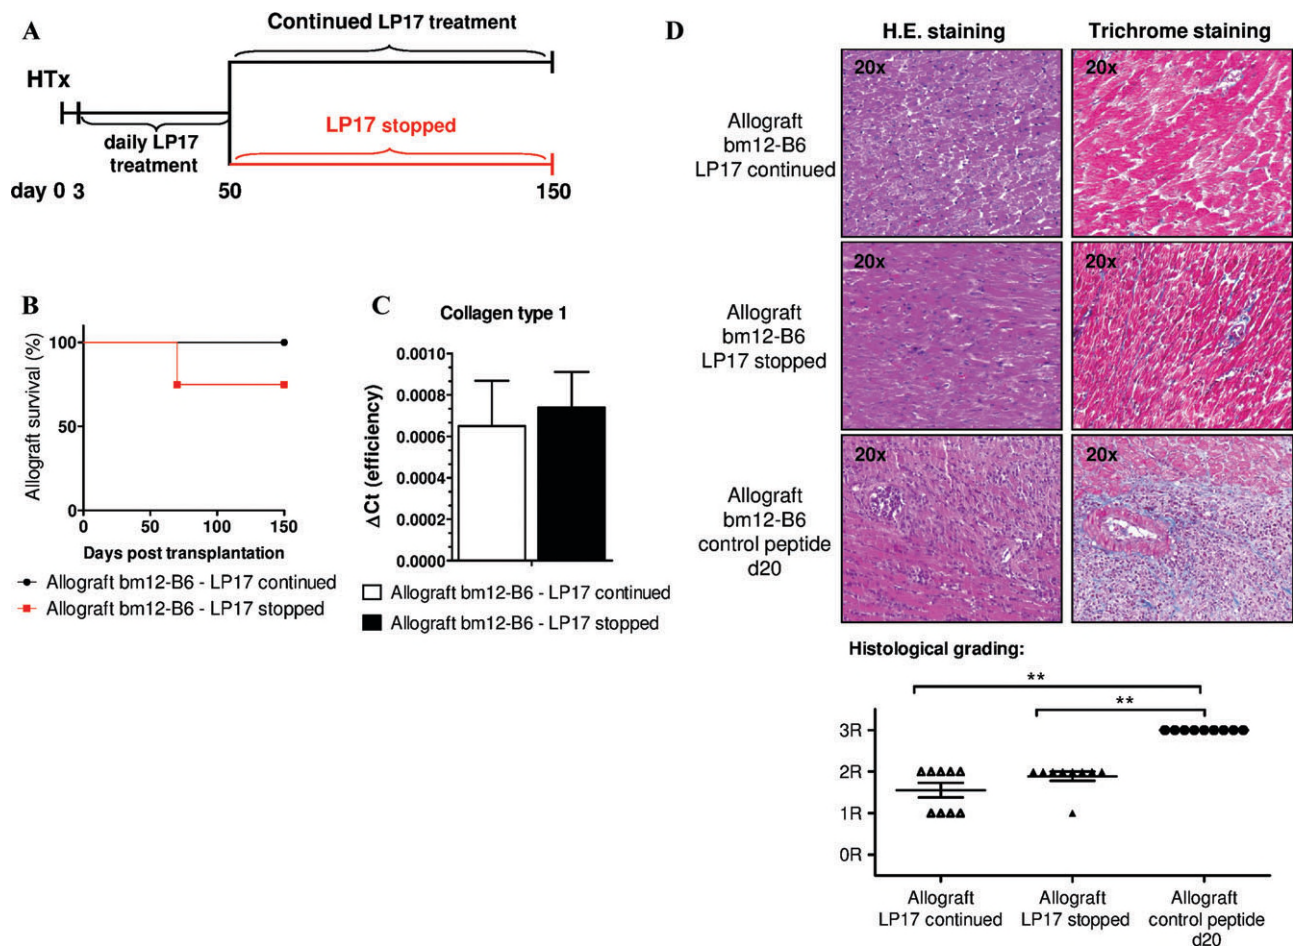 A
Continued LP17 treatment
HTx
daily LP17
treatment
LP17 stopped
day 0 3 50 150
B
Allograft survival (%)
100
50
0
0 50 100 150
Days post transplantation
Allograft bm12-B6 - LP17 continued
Allograft bm12-B6 - LP17 stopped
C
Collagen type 1
ΔCt (efficiency)
0.0010
0.0008
0.0006
0.0004
0.0002
0.0000
Allograft bm12-B6 - LP17 continued
Allograft bm12-B6 - LP17 stopped
D
H.E. staining Trichrome staining
Allograft
bm12-B6
LP17 continued
20x 20x
Allograft
bm12-B6
LP17 stopped
20x 20x
Allograft
bm12-B6
control peptide
d20
20x 20x
Histological grading:
**
**
3R
2R
1R
0R
Allograft
LP17 continued
Allograft
LP17 stopped
Allograft
control peptide
d20